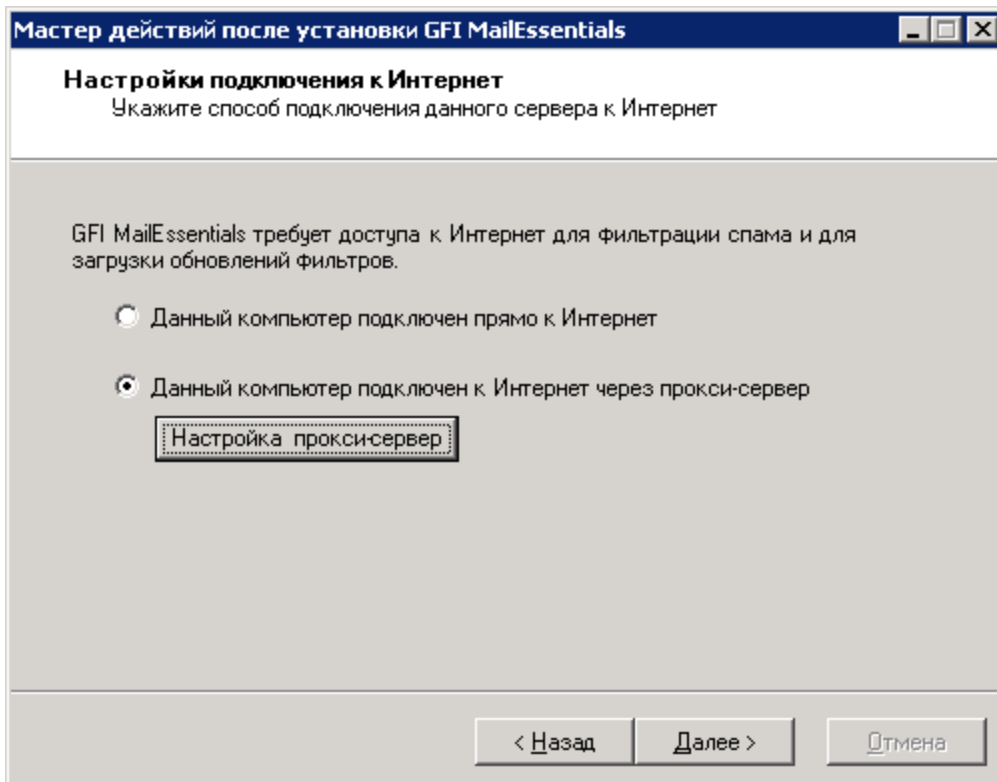 Мастер действий после установки GFI MailEssentials
Настройки подключения к Интернет
Укажите способ подключения данного сервера к Интернет
GFI MailEssentials требует доступа к Интернет для фильтрации спама и для
загрузки обновлений фильтров.
Данный компьютер подключен прямо к Интернет
Данный компьютер подключен к Интернет через прокси-сервер
Настройка прокси-сервер
< Назад Далее > Отмена